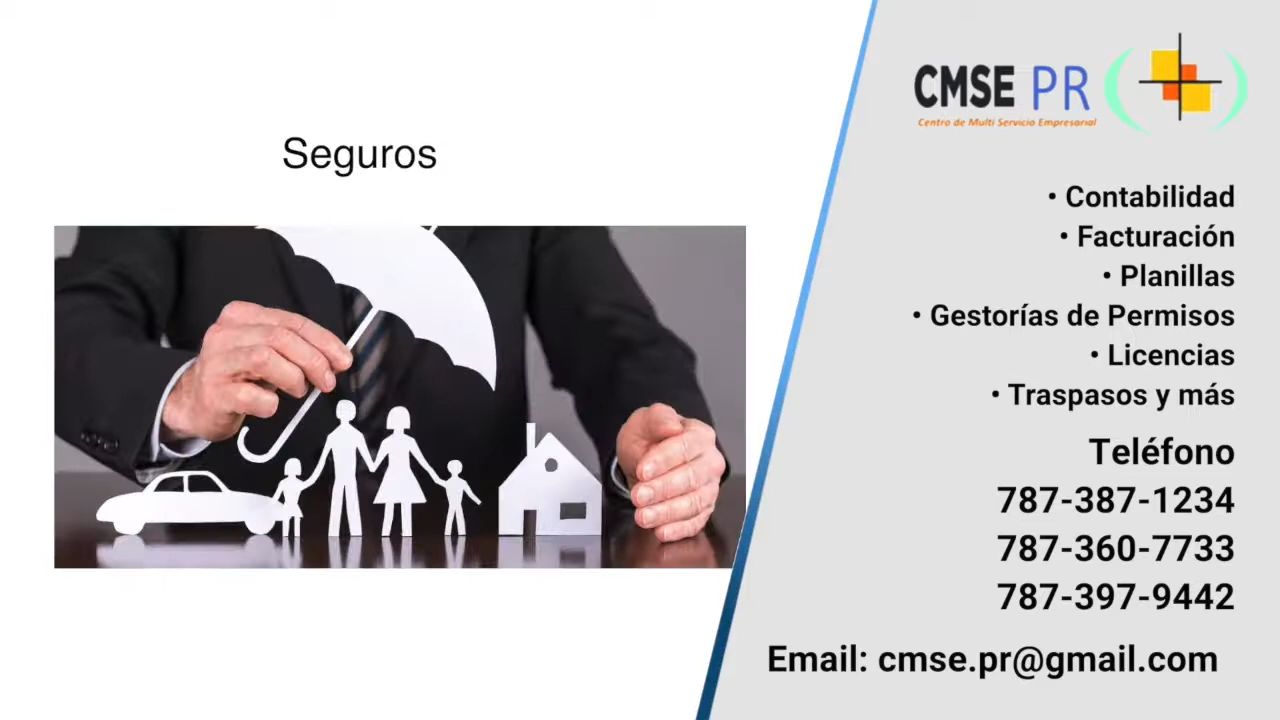 Seguros
CMSE PR
Centro de Multi Servicio Empresarial
• Contabilidad
• Facturación
• Planillas
• Gestorías de Permisos
• Licencias
• Traspasos y más
Teléfono
787-387-1234
787-360-7733
787-397-9442
Email: cmse.pr@gmail.com